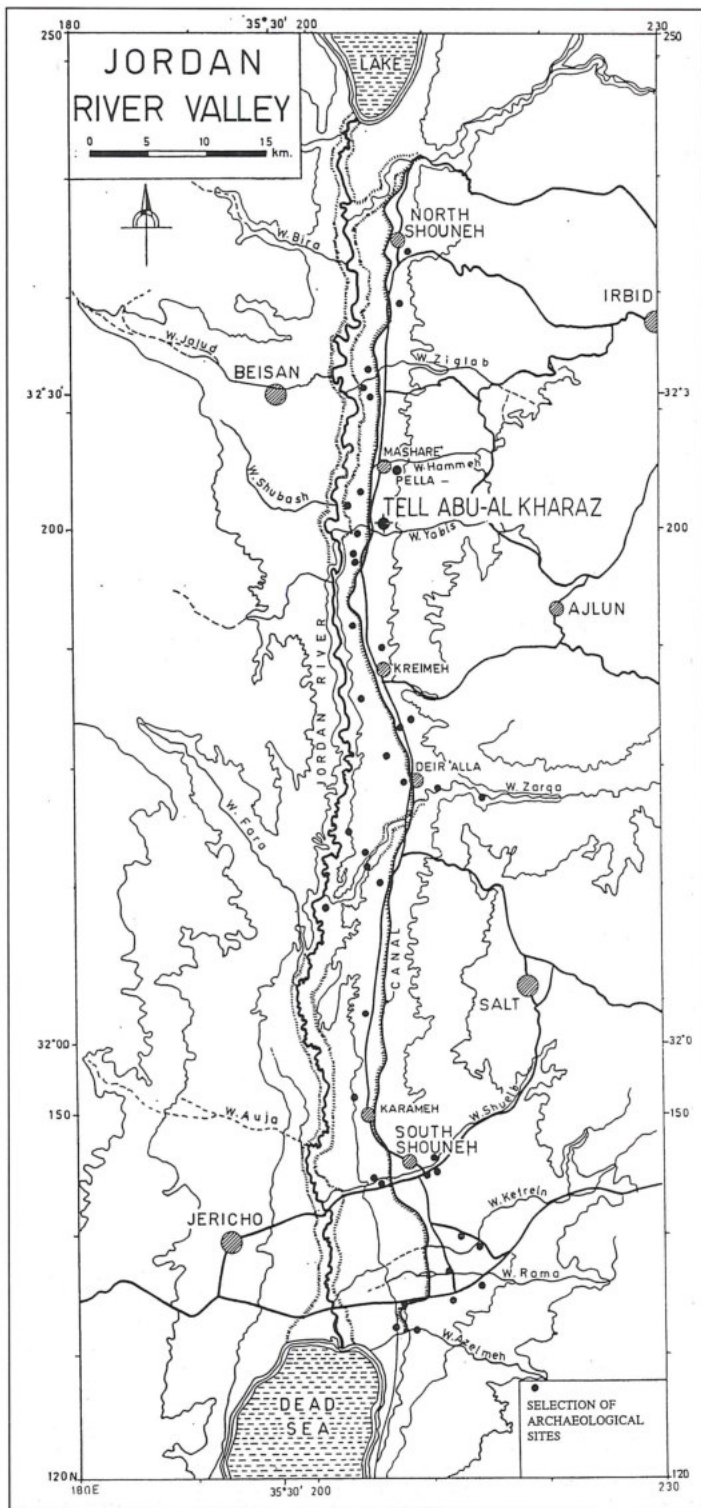 180
35°30'
200
230
250
250
JORDAN
RIVER VALLEY
0 5 10 15 km.
LAKE
NORTH
SHOUNEH
W. Bira
IRBID
W. Jalud
BEISAN
W. Ziglab
32°30'
32°3
MASHARE'
W. Hammeh
PELLA
W. Shubash
TELL ABU-AL KHARAZ
200
W. Yabis
200
AJLUN
JORDAN RIVER
KREIMEH
DEIR 'ALLA
W. Zarqa
W. Fara
CANAL
SALT
32°00
32°0
W. Auja
150
KARAMEH
W. Shueib
150
SOUTH
SHOUNEH
W. Kefrein
JERICHO
W. Rama
W. Azeimeh
DEAD
SEA
SELECTION OF
ARCHAEOLOGICAL
SITES
120N
120
180E
35°30'
200
230